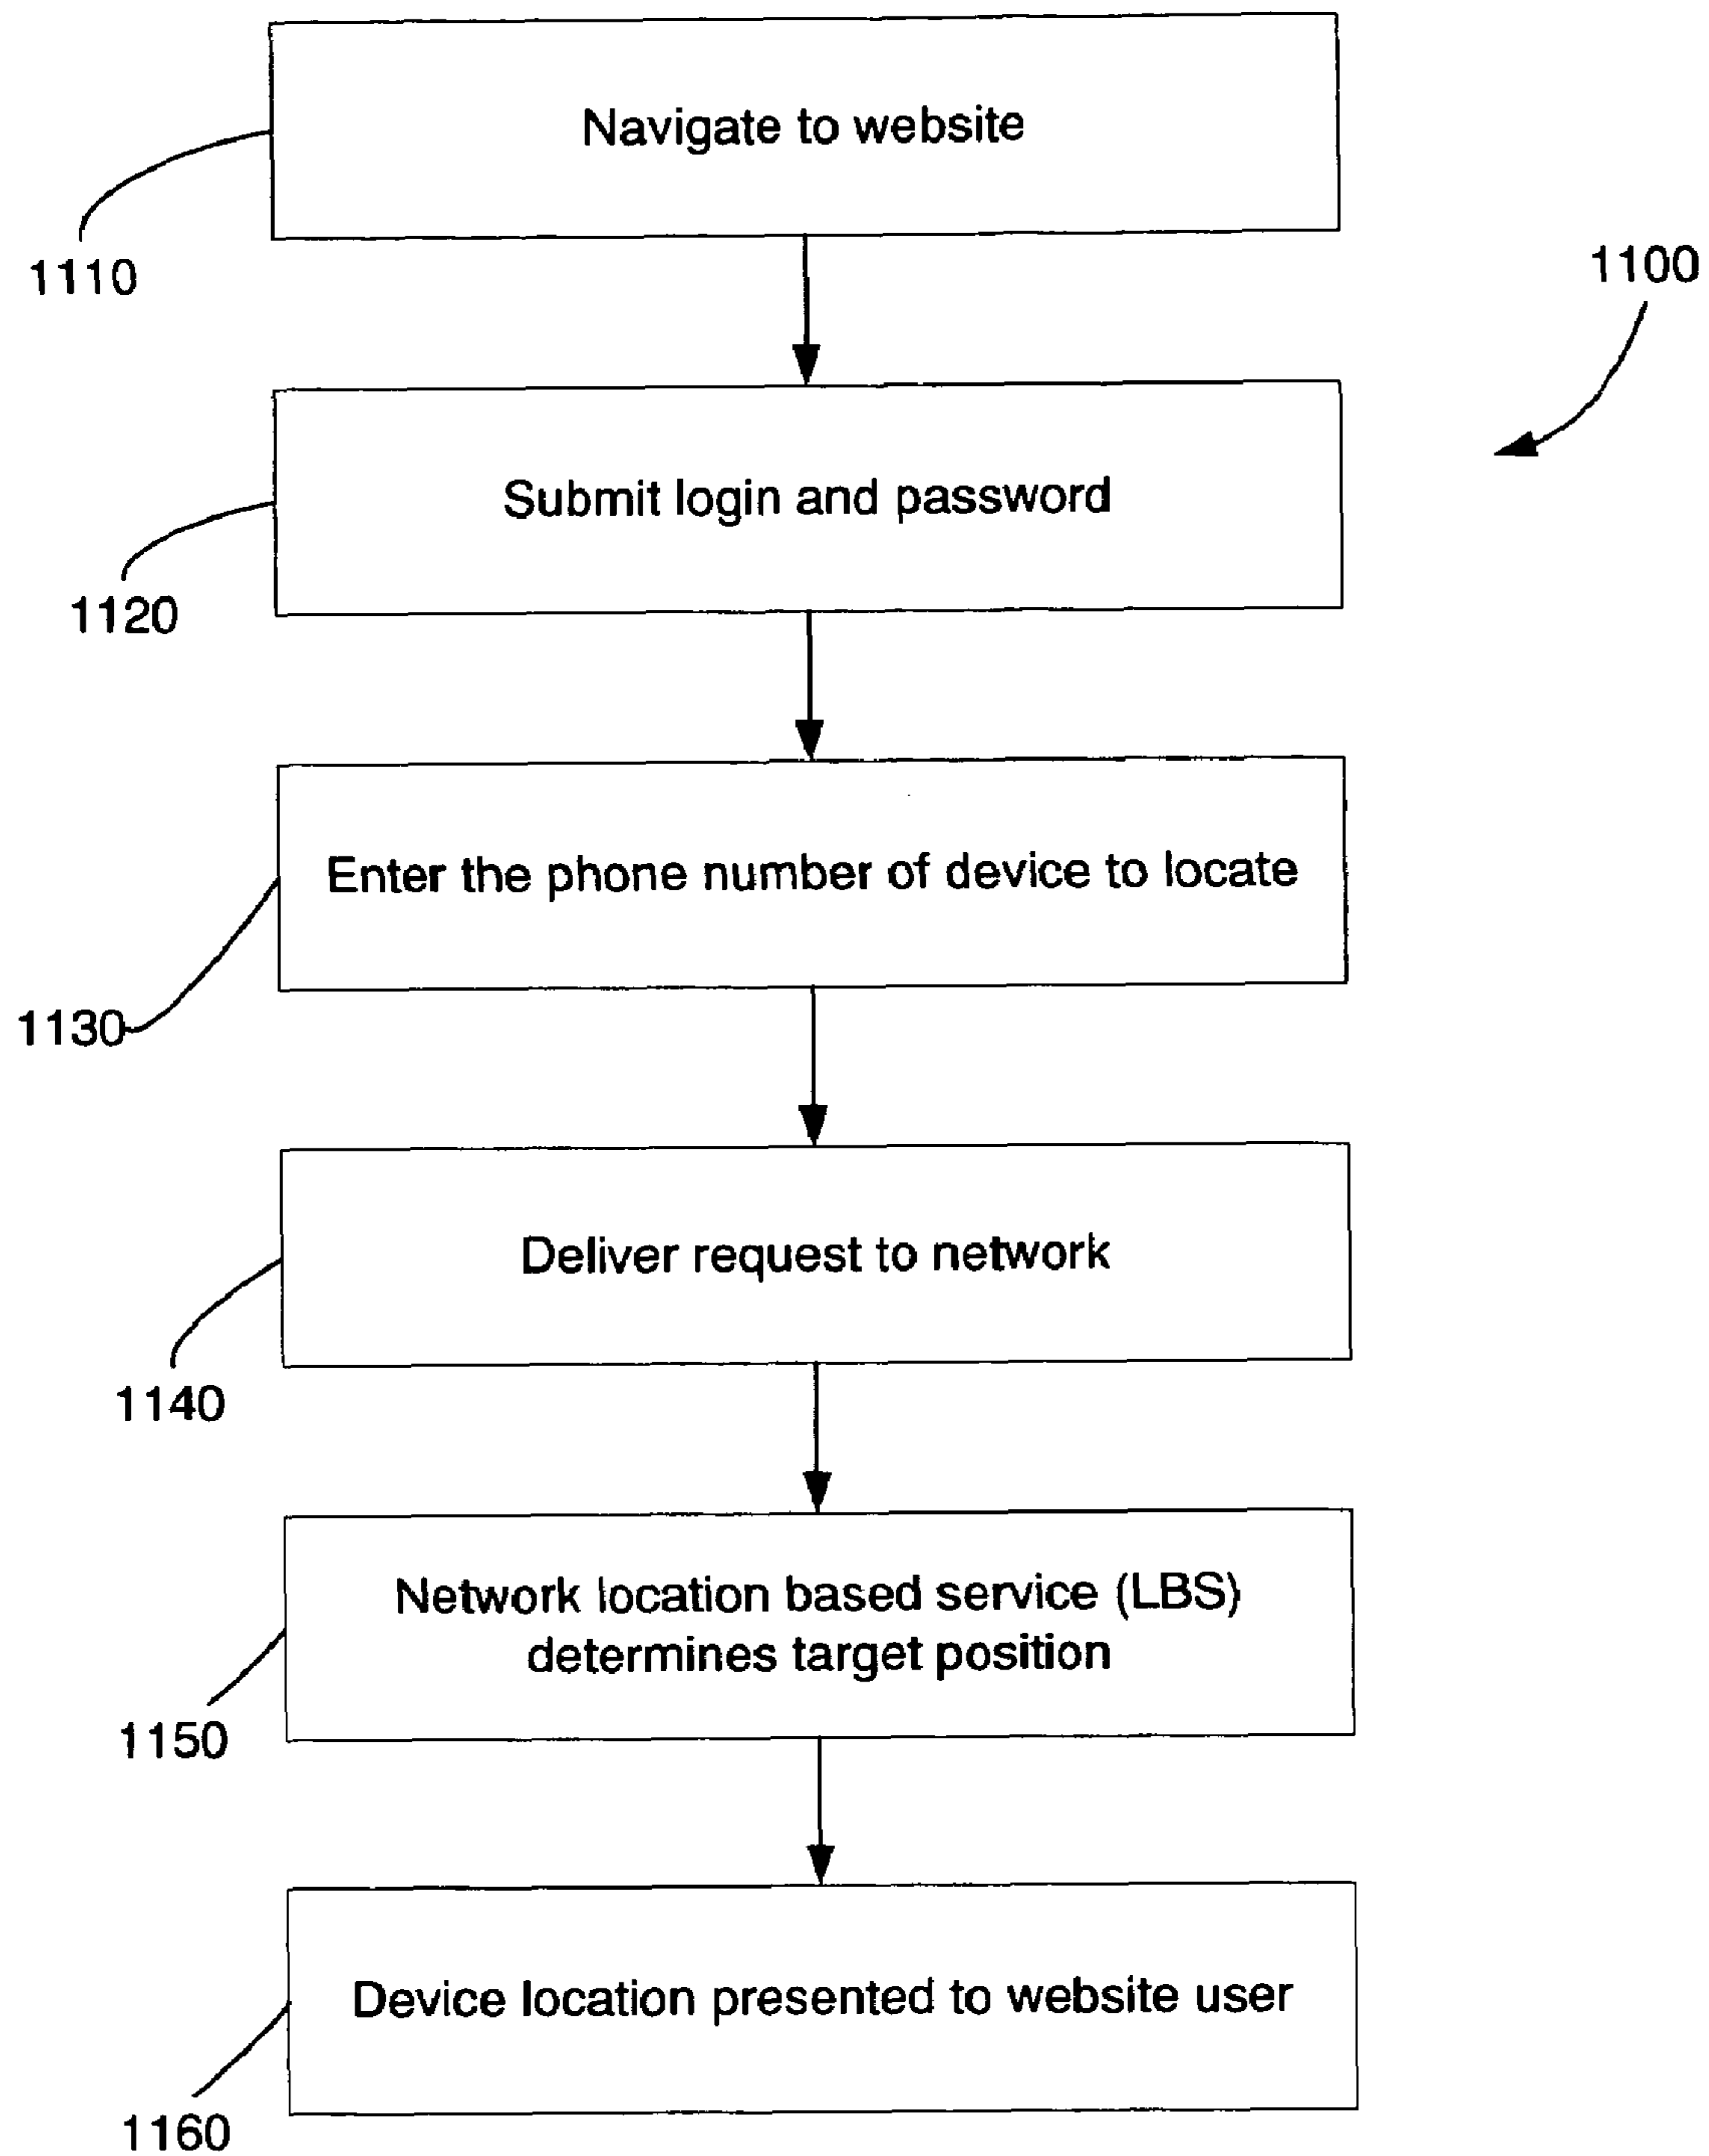 Navigate to website
1110
1100
Submit login and password
1120
Enter the phone number of device to locate
1130
Deliver request to network
1140
Network location based service (LBS)
determines target position
1150
Device location presented to website user
1160